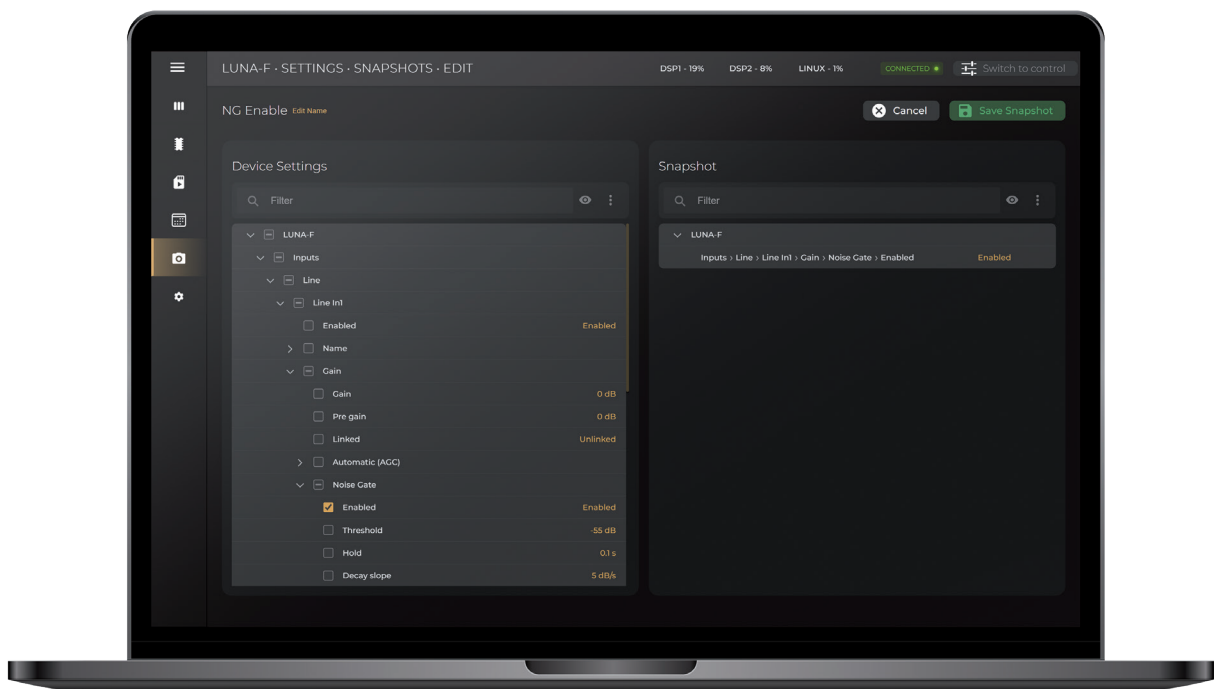 LUNA-F · SETTINGS · SNAPSHOTS · EDIT
DSP1 - 19%
DSP2 - 8%
LINUX - 1%
CONNECTED
Switch to control
NG Enable Edit Name
Cancel
Save Snapshot
Device Settings
Filter
LUNA-F
Inputs
Line
Line In1
Enabled Enabled
Name
Gain
Gain 0 dB
Pre gain 0 dB
Linked Unlinked
Automatic (AGC)
Noise Gate
Enabled Enabled
Threshold -55 dB
Hold 0.1 s
Decay slope 5 dB/s
Snapshot
Filter
LUNA-F
Inputs › Line › Line In1 › Gain › Noise Gate › Enabled Enabled